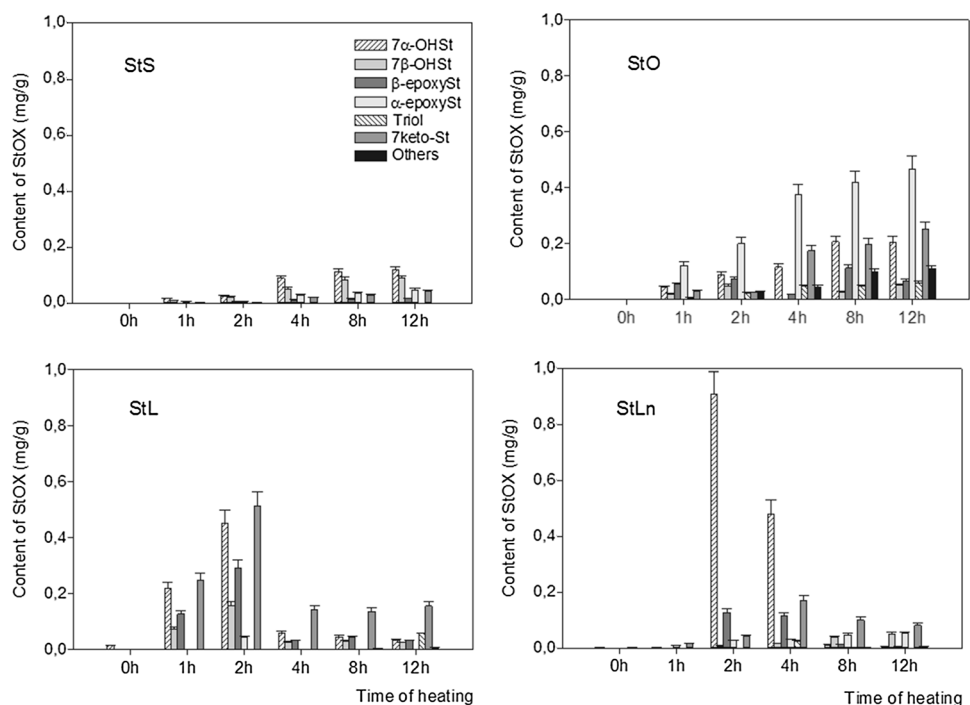 1,0
0,8
0,6
0,4
0,2
0,0
Content of StOX (mg/g)
StS
7α-OHSt
7β-OHSt
β-epoxySt
α-epoxySt
Triol
7keto-St
Others
0h 1h 2h 4h 8h 12h
1,0
0,8
0,6
0,4
0,2
0,0
Content of StOX (mg/g)
StO
0h 1h 2h 4h 8h 12h
1,0
0,8
0,6
0,4
0,2
0,0
Content of StOX (mg/g)
StL
0h 1h 2h 4h 8h 12h
Time of heating
1,0
0,8
0,6
0,4
0,2
0,0
Content of StOX (mg/g)
StLn
0h 1h 2h 4h 8h 12h
Time of heating